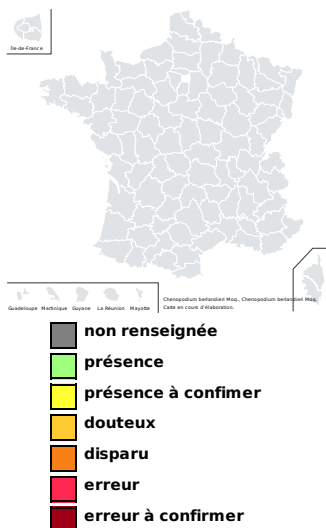 Île-de-France
Guadeloupe Martinique Guyane La Réunion Mayotte
Chenopodium berlandieri Moq., Chenopodium berlandieri Moq.
Carte en cours d'élaboration.
non renseignée
présence
présence à confimer
douteux
disparu
erreur
erreur à confirmer